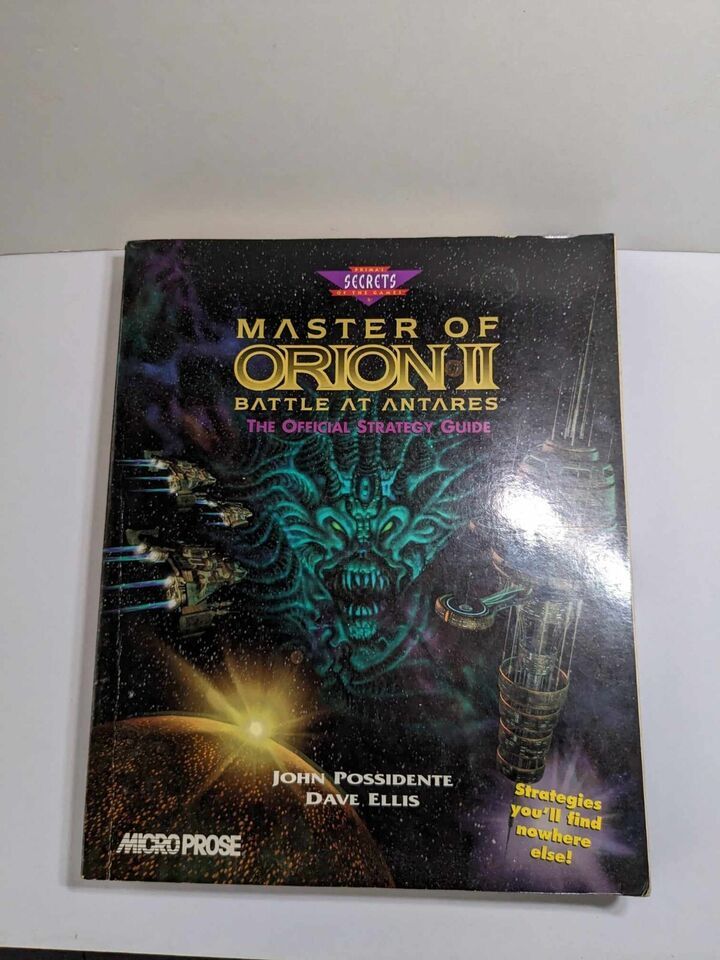 PRIMA'S
SECRETS
OF THE GAMES
MASTER OF
ORION II
BATTLE AT ANTARES™
THE OFFICIAL STRATEGY GUIDE
JOHN POSSIDENTE
DAVE ELLIS
Strategies
you'll find
nowhere
else!
MICROPROSE